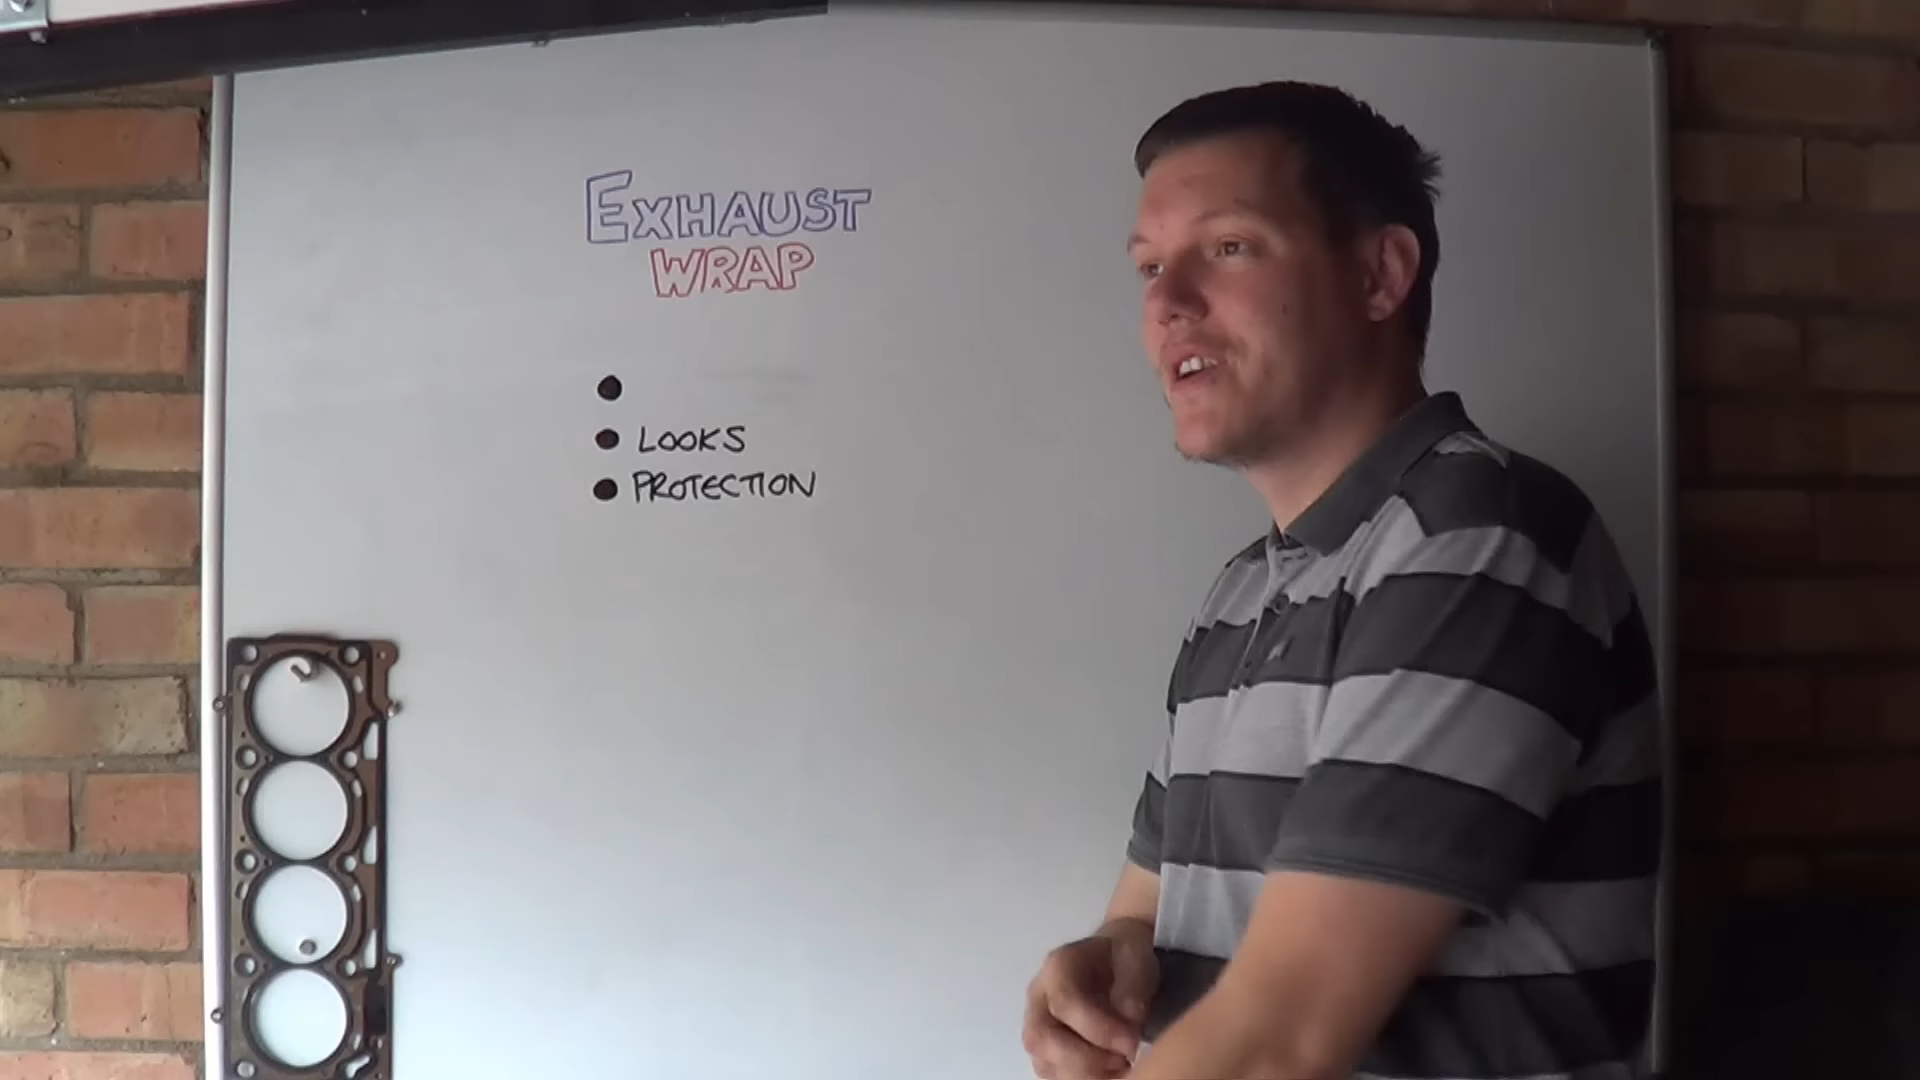 EXHAUST
WRAP
● 
● LOOKS
● PROTECTION